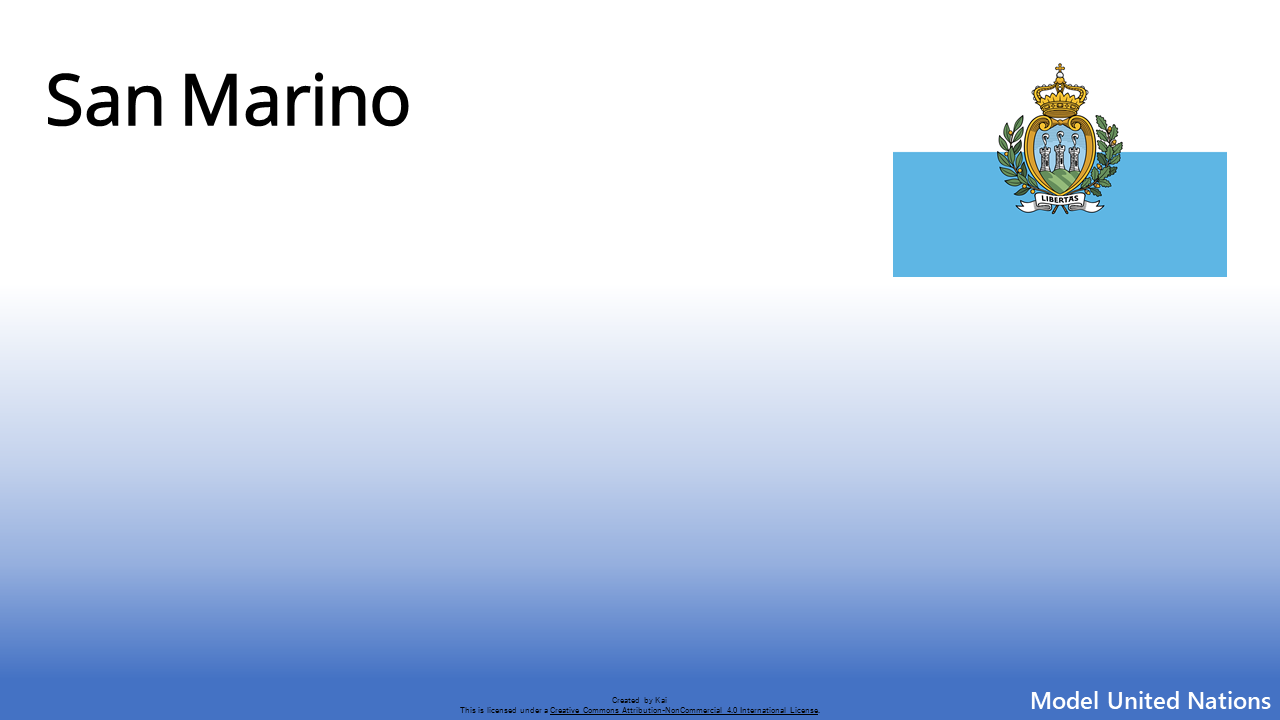 San Marino
LIBERTAS
Created by Kai
This is licensed under a Creative Commons Attribution-NonCommercial 4.0 International License.
Model United Nations